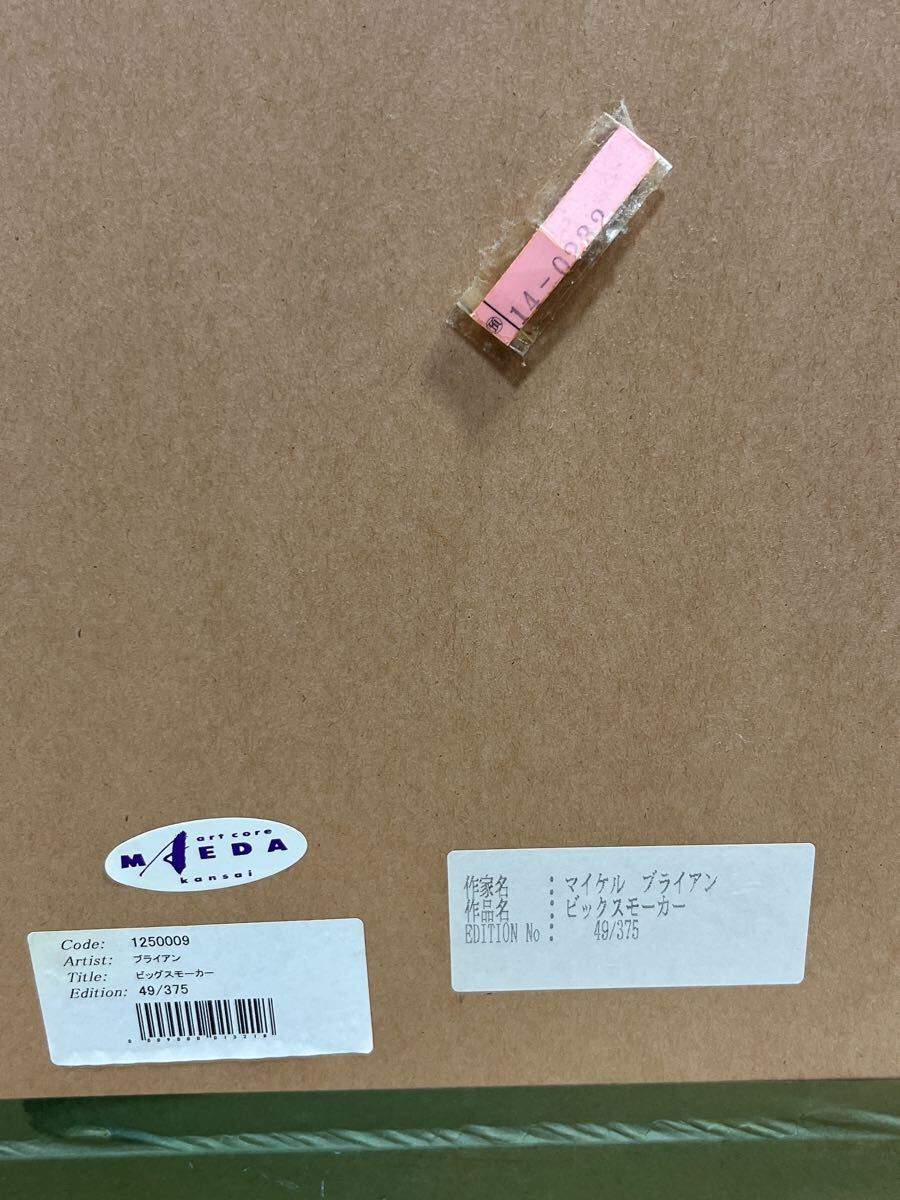 14-0232
art core
MAEDA
kansai
Code: 1250009
Artist: ブライアン
Title: ビッグスモーカー
Edition: 49/375
作家名 : マイケル ブライアン
作品名 : ビックスモーカー
EDITION No : 49/375